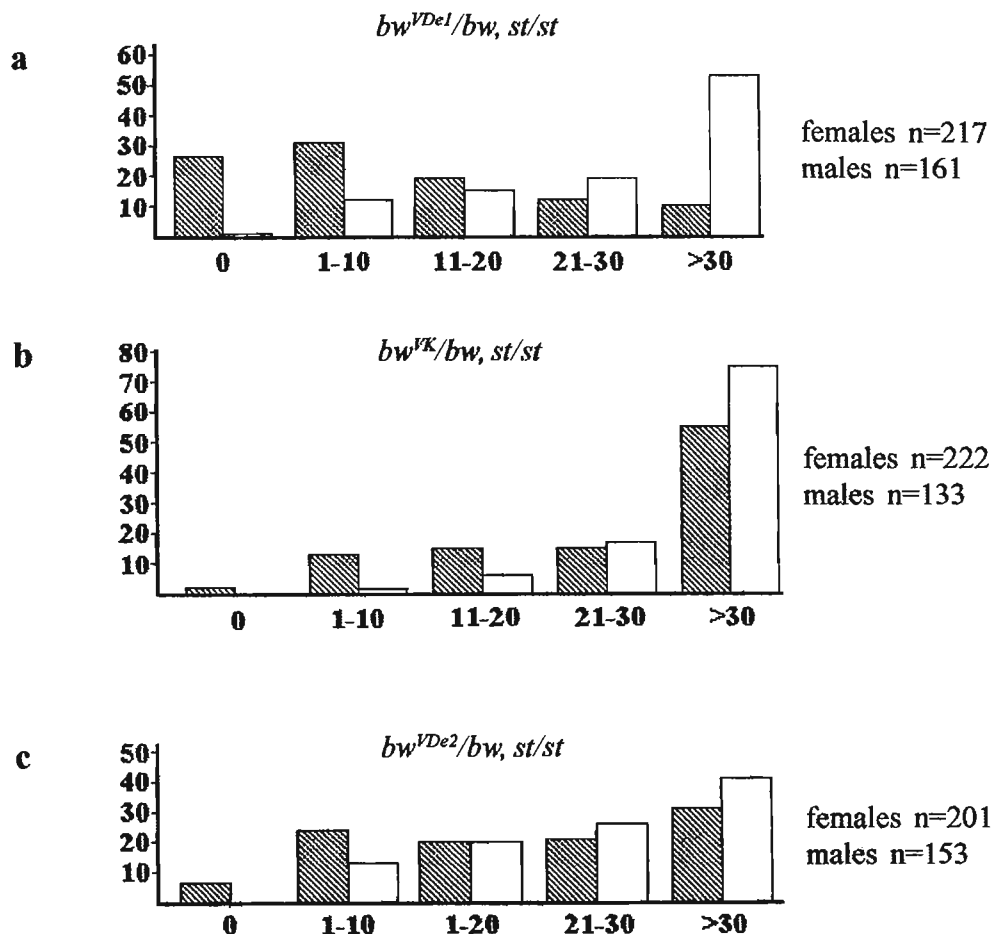 a
bw^VDe1/bw, st/st
60
50
40
30
20
10
0 1-10 11-20 21-30 >30
females n=217
males n=161
b
bw^VK/bw, st/st
80
70
60
50
40
30
20
10
0 1-10 11-20 21-30 >30
females n=222
males n=133
c
bw^VDe2/bw, st/st
50
40
30
20
10
0 1-10 1-20 21-30 >30
females n=201
males n=153